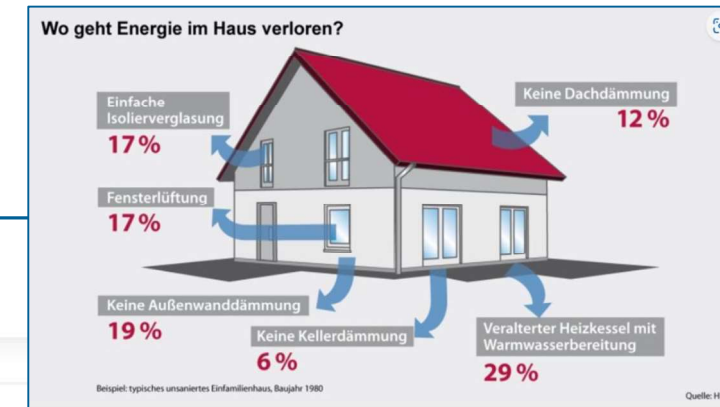 Wo geht Energie im Haus verloren?
Einfache
Isolierverglasung
17 %
Keine Dachdämmung
12 %
Fensterlüftung
17 %
Keine Außenwanddämmung
19 %
Keine Kellerdämmung
6 %
Veralterter Heizkessel mit
Warmwasserbereitung
29 %
Beispiel: typisches unsaniertes Einfamilienhaus, Baujahr 1980
Quelle: H